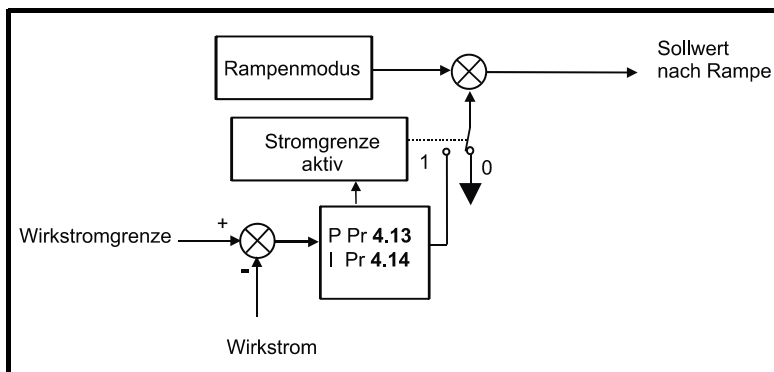 Rampenmodus
Sollwert
nach Rampe
Stromgrenze
aktiv
1
0
Wirkstromgrenze
+
-
P Pr 4.13
I Pr 4.14
Wirkstrom